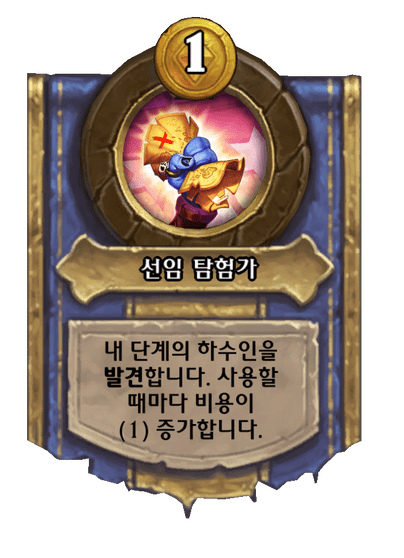 1
선임 탐험가
내 단계의 하수인을
발견합니다. 사용할
때마다 비용이
(1) 증가합니다.